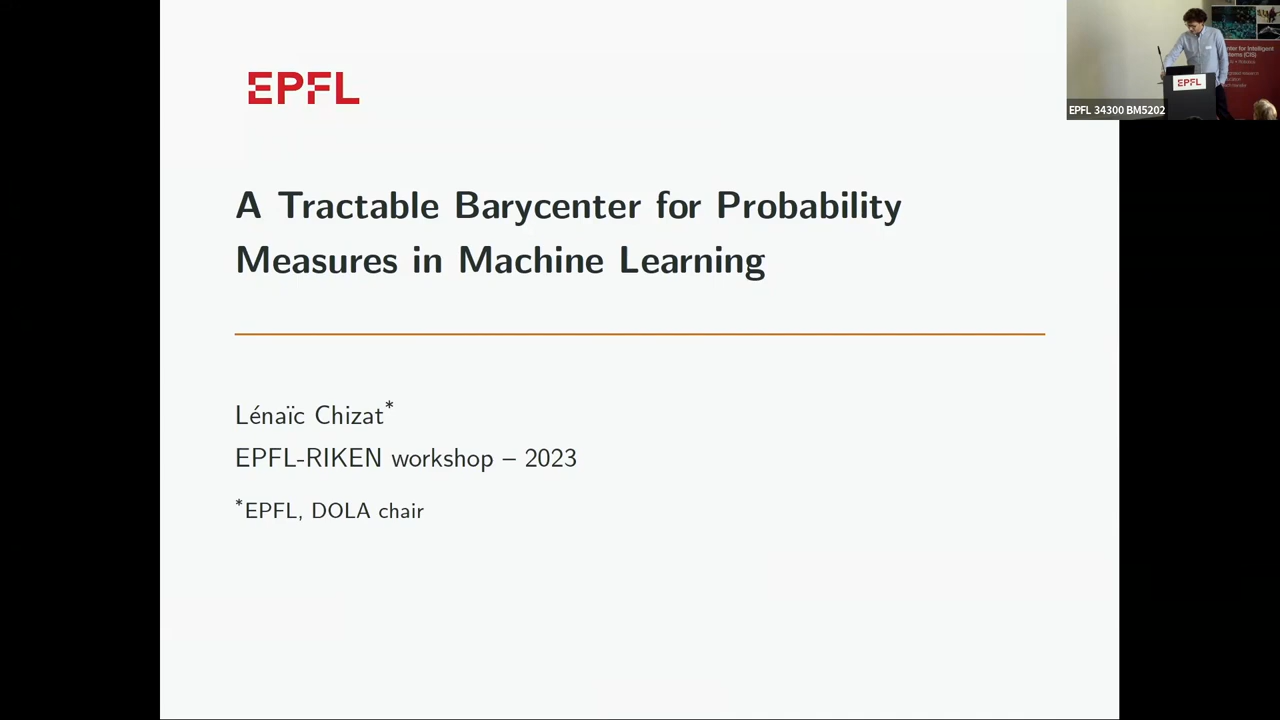 EPFL
A Tractable Barycenter for Probability
Measures in Machine Learning
Lénaïc Chizat*
EPFL-RIKEN workshop – 2023
*EPFL, DOLA chair
EPFL
EPFL 34300 BM5202